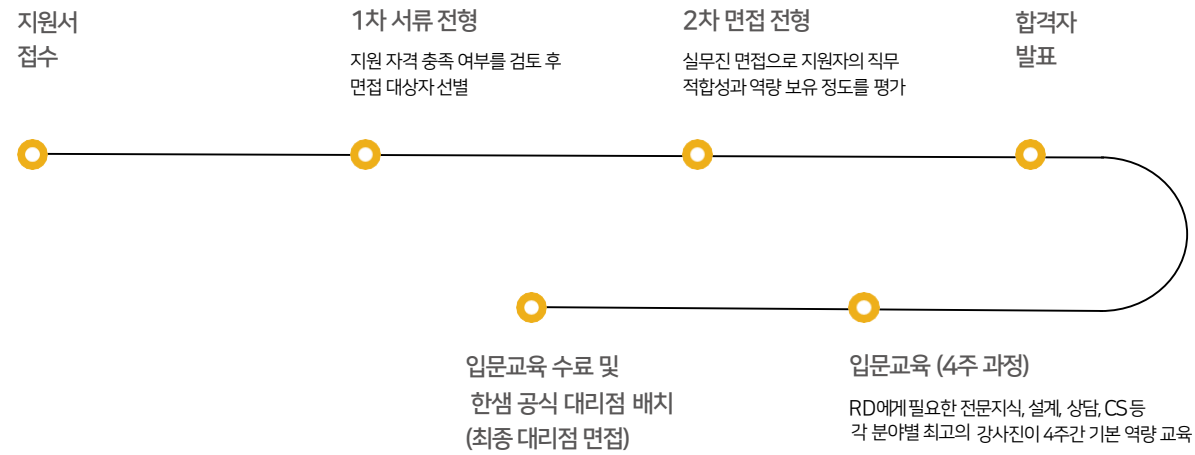 지원서
접수
1차 서류 전형
지원 자격 충족 여부를 검토 후
면접 대상자 선별
2차 면접 전형
실무진 면접으로 지원자의 직무
적합성과 역량 보유 정도를 평가
합격자
발표
입문교육 (4주 과정)
RD에게 필요한 전문지식, 설계, 상담, CS 등
각 분야별 최고의 강사진이 4주간 기본 역량 교육
입문교육 수료 및
한샘 공식 대리점 배치
(최종 대리점 면접)